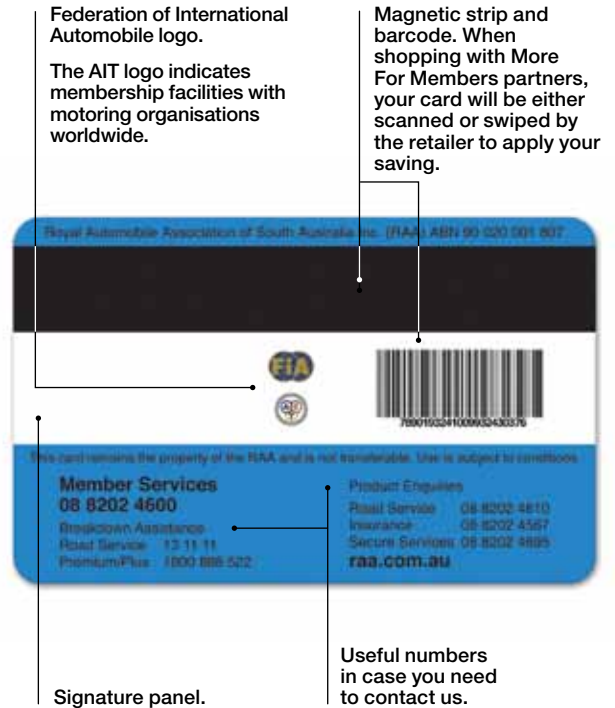 Federation of International
Automobile logo.
The AIT logo indicates
membership facilities with
motoring organisations
worldwide.
Magnetic strip and
barcode. When
shopping with More
For Members partners,
your card will be either
scanned or swiped by
the retailer to apply your
saving.
Royal Automobile Association of South Australia Inc. (RAA) ABN 90 020 001 807
FiA
7890193241009932430376
This card remains the property of the RAA and is not transferable. Use is subject to conditions
Member Services
08 8202 4600
Breakdown Assistance
Road Service 13 11 11
Premium/Plus 1800 888 522
Product Enquiries
Road Service 08 8202 4610
Insurance 08 8202 4567
Secure Services 08 8202 4695
raa.com.au
Signature panel.
Useful numbers
in case you need
to contact us.